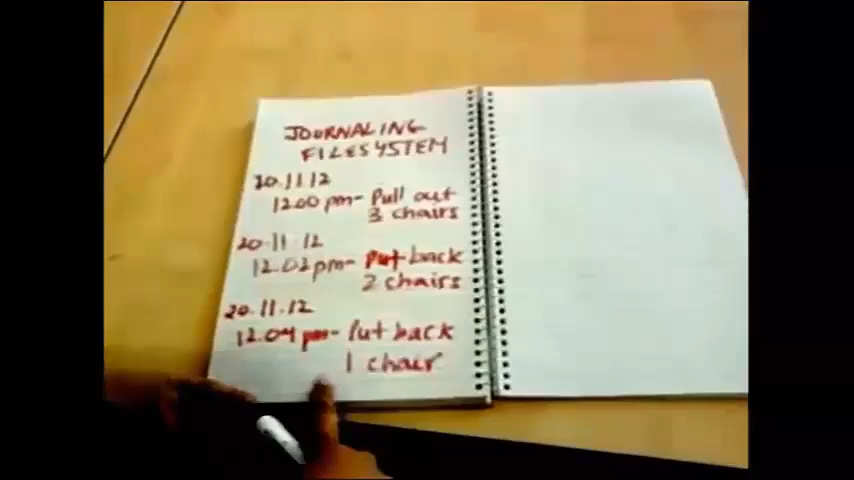 JOURNALING
FILESYSTEM
20.11.12
12.00 pm- Pull out
3 chairs
20.11.12
12.02 pm- Put back
2 chairs
20.11.12
12.04 pm- Put back
1 chair